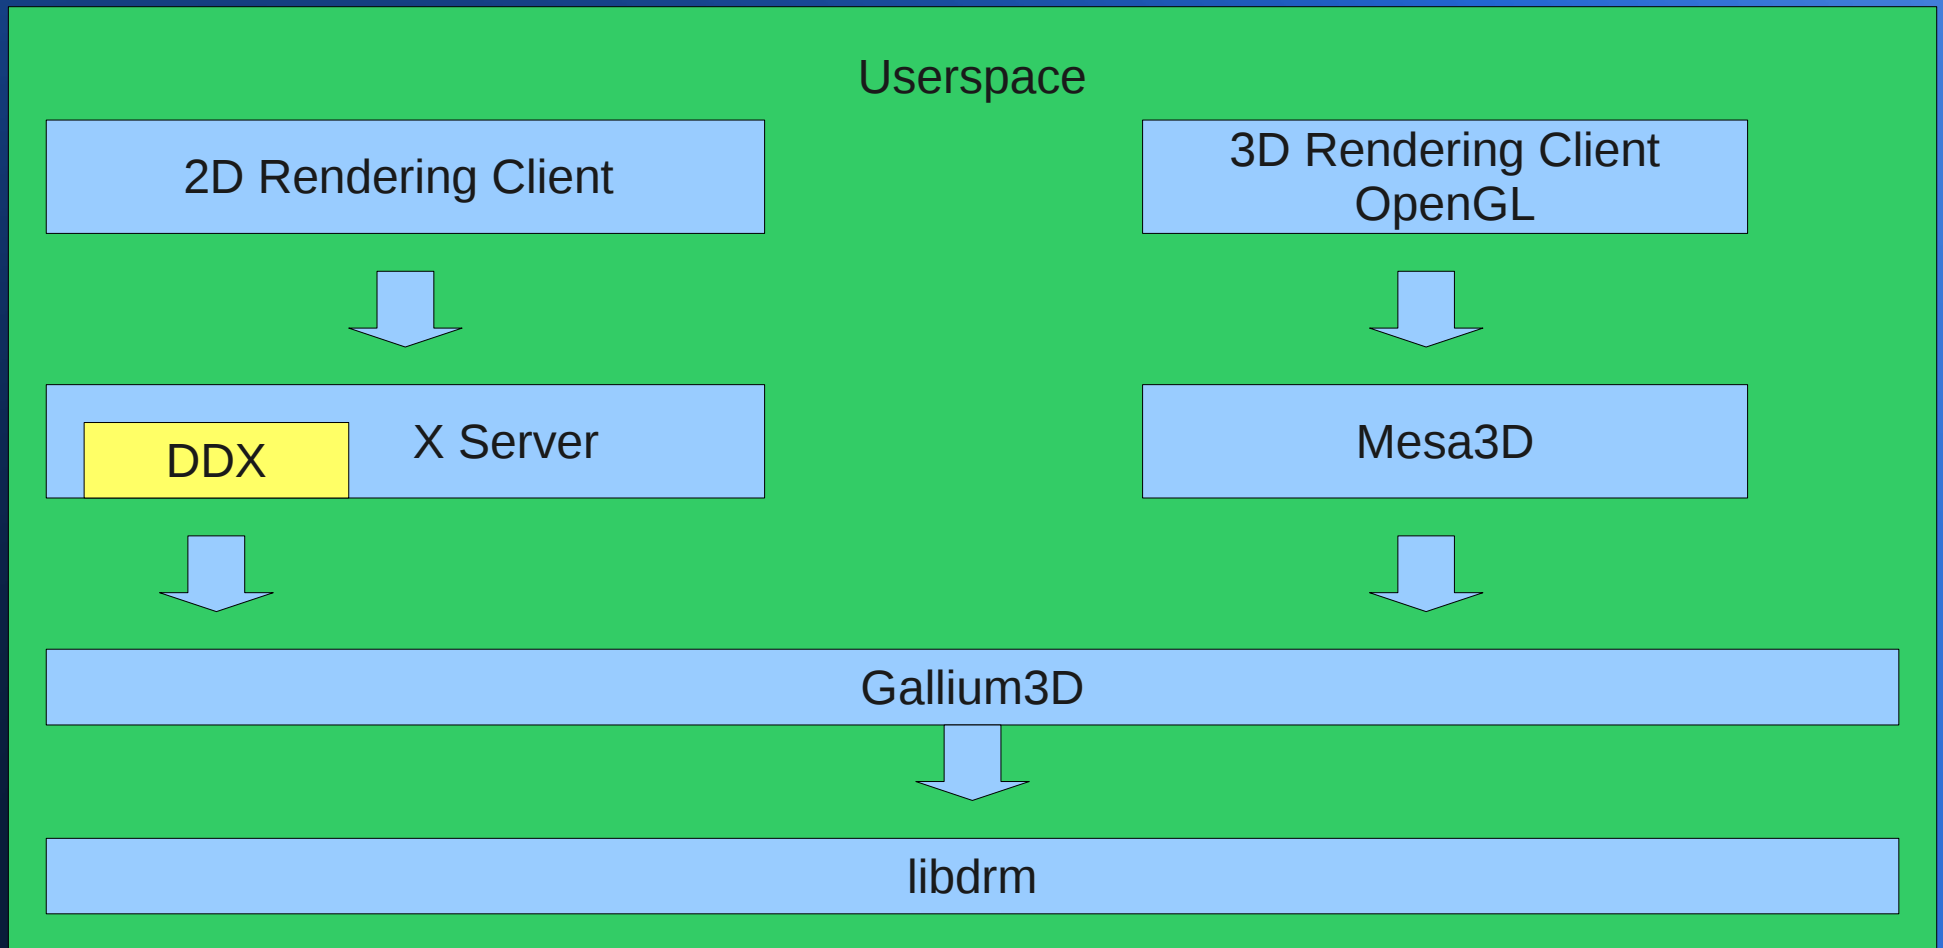 Userspace
2D Rendering Client
3D Rendering Client
OpenGL
DDX
X Server
Mesa3D
Gallium3D
libdrm